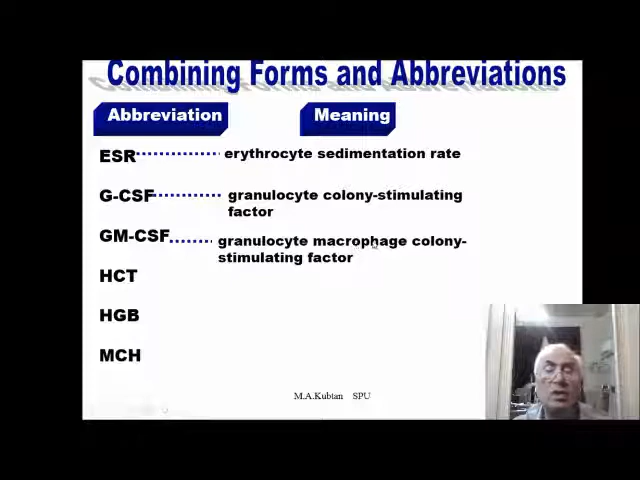 Combining Forms and Abbreviations
Abbreviation Meaning
ESR erythrocyte sedimentation rate
G-CSF granulocyte colony-stimulating
factor
GM-CSF granulocyte macrophage colony-
stimulating factor
HCT
HGB
MCH
M.A.Kubtan SPU